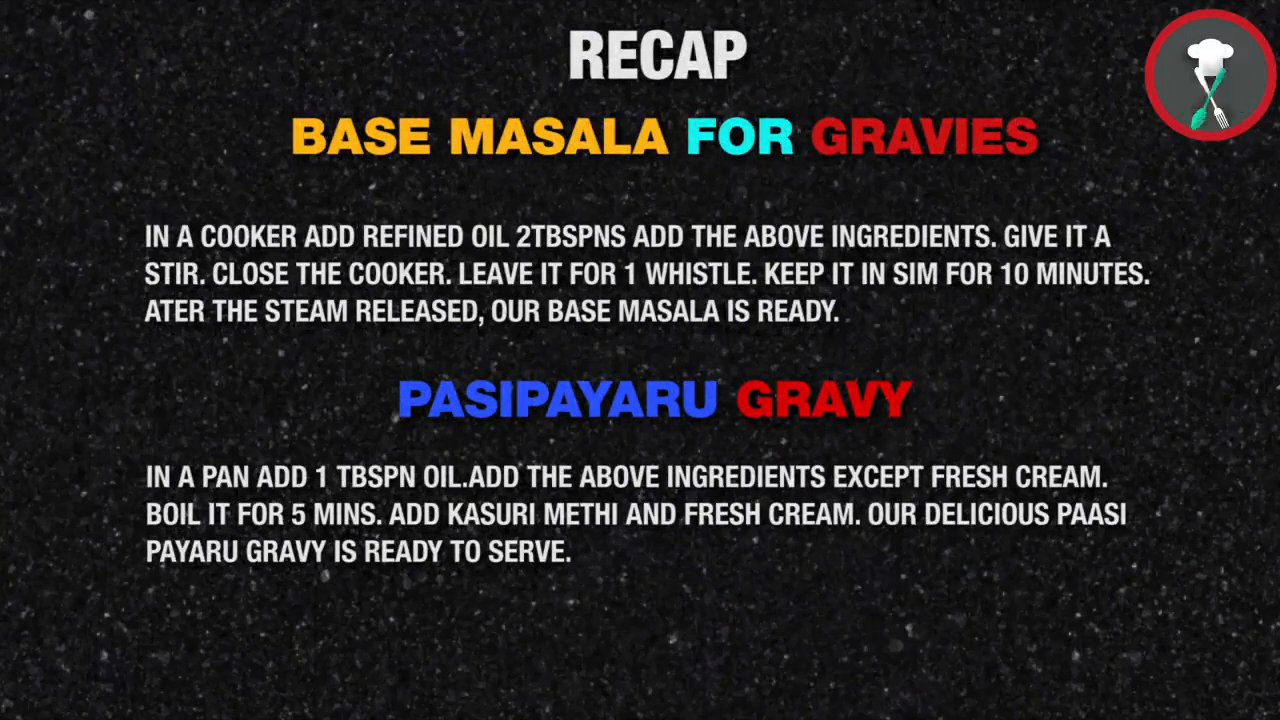 RECAP
BASE MASALA FOR GRAVIES
IN A COOKER ADD REFINED OIL 2TBSPNS ADD THE ABOVE INGREDIENTS. GIVE IT A
STIR. CLOSE THE COOKER. LEAVE IT FOR 1 WHISTLE. KEEP IT IN SIM FOR 10 MINUTES.
ATER THE STEAM RELEASED, OUR BASE MASALA IS READY.
PASIPAYARU GRAVY
IN A PAN ADD 1 TBSPN OIL.ADD THE ABOVE INGREDIENTS EXCEPT FRESH CREAM.
BOIL IT FOR 5 MINS. ADD KASURI METHI AND FRESH CREAM. OUR DELICIOUS PAASI
PAYARU GRAVY IS READY TO SERVE.